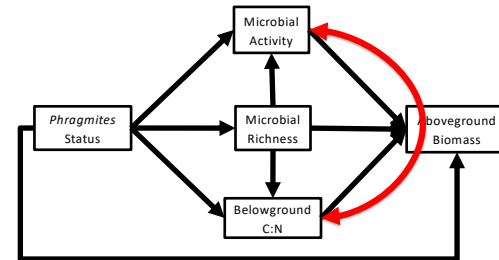 Microbial
Activity
Phragmites
Status
Microbial
Richness
Aboveground
Biomass
Belowground
C:N